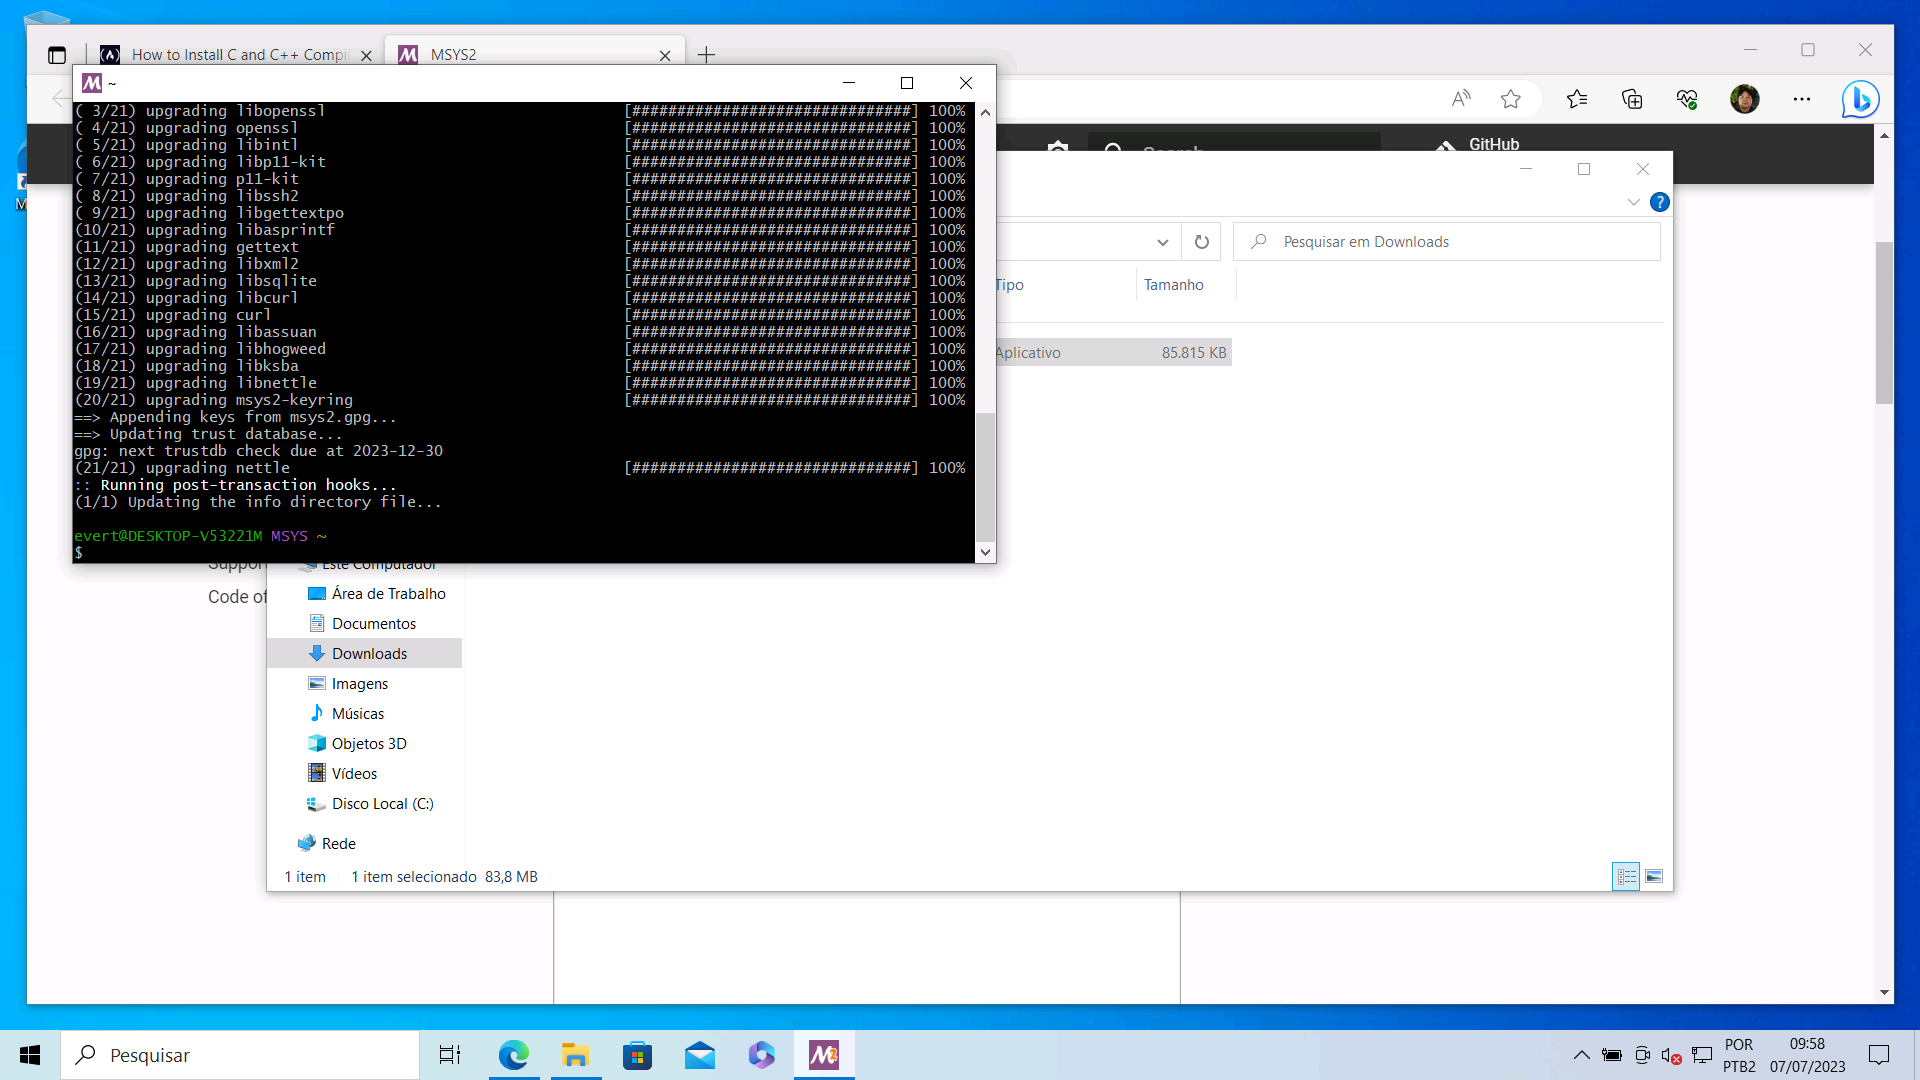 How to Install C and C++ Compi
MSYS2
~
( 3/21) upgrading libopenssl [###############################] 100%
( 4/21) upgrading openssl [###############################] 100%
( 5/21) upgrading libintl [###############################] 100%
( 6/21) upgrading libp11-kit [###############################] 100%
( 7/21) upgrading p11-kit [###############################] 100%
( 8/21) upgrading libssh2 [###############################] 100%
( 9/21) upgrading libgettextpo [###############################] 100%
(10/21) upgrading libasprintf [###############################] 100%
(11/21) upgrading gettext [###############################] 100%
(12/21) upgrading libxml2 [###############################] 100%
(13/21) upgrading libsqlite [###############################] 100%
(14/21) upgrading libcurl [###############################] 100%
(15/21) upgrading curl [###############################] 100%
(16/21) upgrading libassuan [###############################] 100%
(17/21) upgrading libhogweed [###############################] 100%
(18/21) upgrading libksba [###############################] 100%
(19/21) upgrading libnettle [###############################] 100%
(20/21) upgrading msys2-keyring [###############################] 100%
==> Appending keys from msys2.gpg...
==> Updating trust database...
gpg: next trustdb check due at 2023-12-30
(21/21) upgrading nettle [###############################] 100%
:: Running post-transaction hooks...
(1/1) Updating the info directory file...
evert@DESKTOP-V53221M MSYS ~
$
Search
GitHub
Pesquisar em Downloads
Tipo
Tamanho
Aplicativo
85.815 KB
Support
Code of
Este Computador
Área de Trabalho
Documentos
Downloads
Imagens
Músicas
Objetos 3D
Vídeos
Disco Local (C:)
Rede
1 item
1 item selecionado 83,8 MB
Pesquisar
POR
PTB2
09:58
07/07/2023